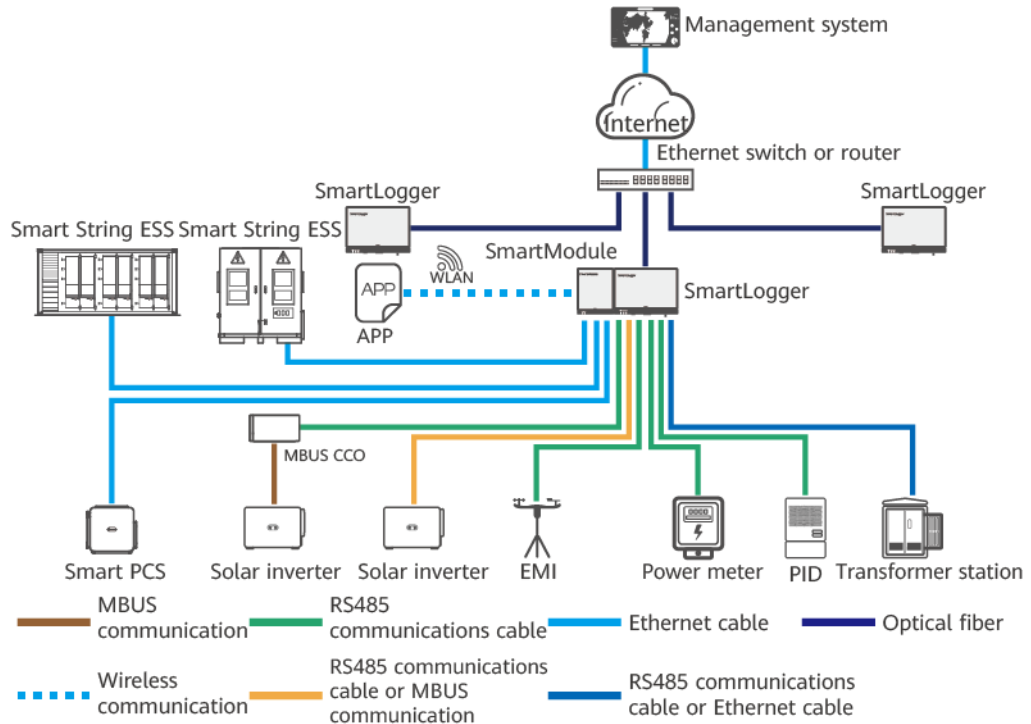 Management system
Internet
Ethernet switch or router
SmartLogger
SmartLogger
Smart String ESS
Smart String ESS
SmartModule
WLAN
APP
SmartLogger
APP
MBUS CCO
Smart PCS
Solar inverter
Solar inverter
EMI
Power meter
PID
Transformer station
MBUS
communication
RS485
communications cable
Ethernet cable
Optical fiber
Wireless
communication
RS485 communications
cable or MBUS
communication
RS485 communications
cable or Ethernet cable